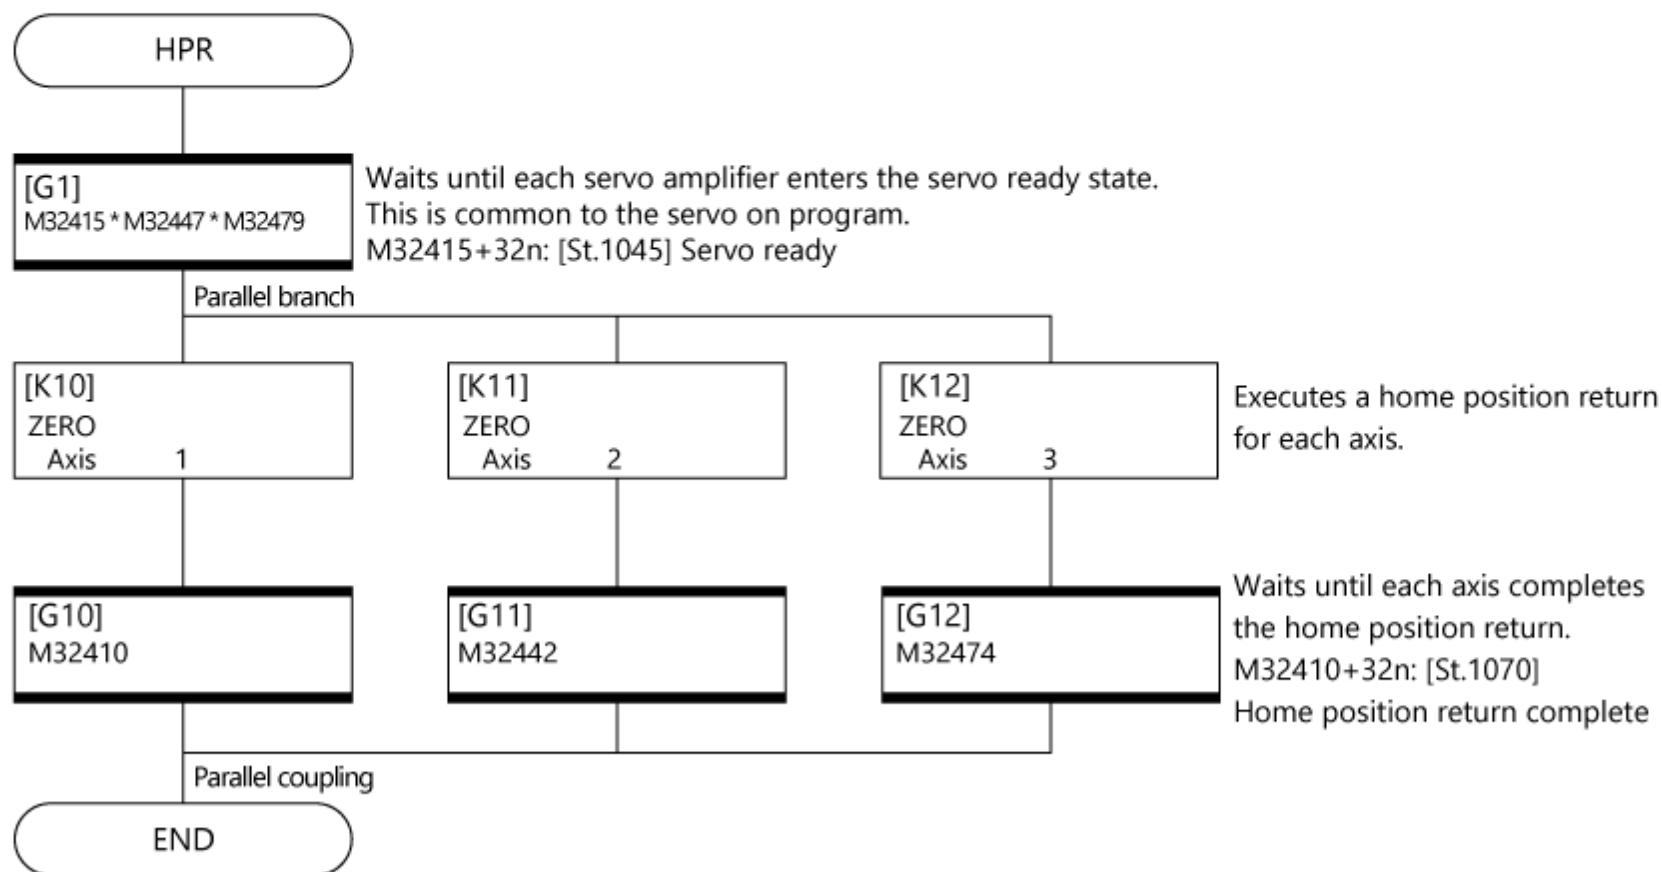 HPR
[G1]
M32415 * M32447 * M32479
Waits until each servo amplifier enters the servo ready state.
This is common to the servo on program.
M32415+32n: [St.1045] Servo ready
Parallel branch
[K10]
ZERO
Axis 1
[K11]
ZERO
Axis 2
[K12]
ZERO
Axis 3
Executes a home position return
for each axis.
[G10]
M32410
[G11]
M32442
[G12]
M32474
Waits until each axis completes
the home position return.
M32410+32n: [St.1070]
Home position return complete
Parallel coupling
END